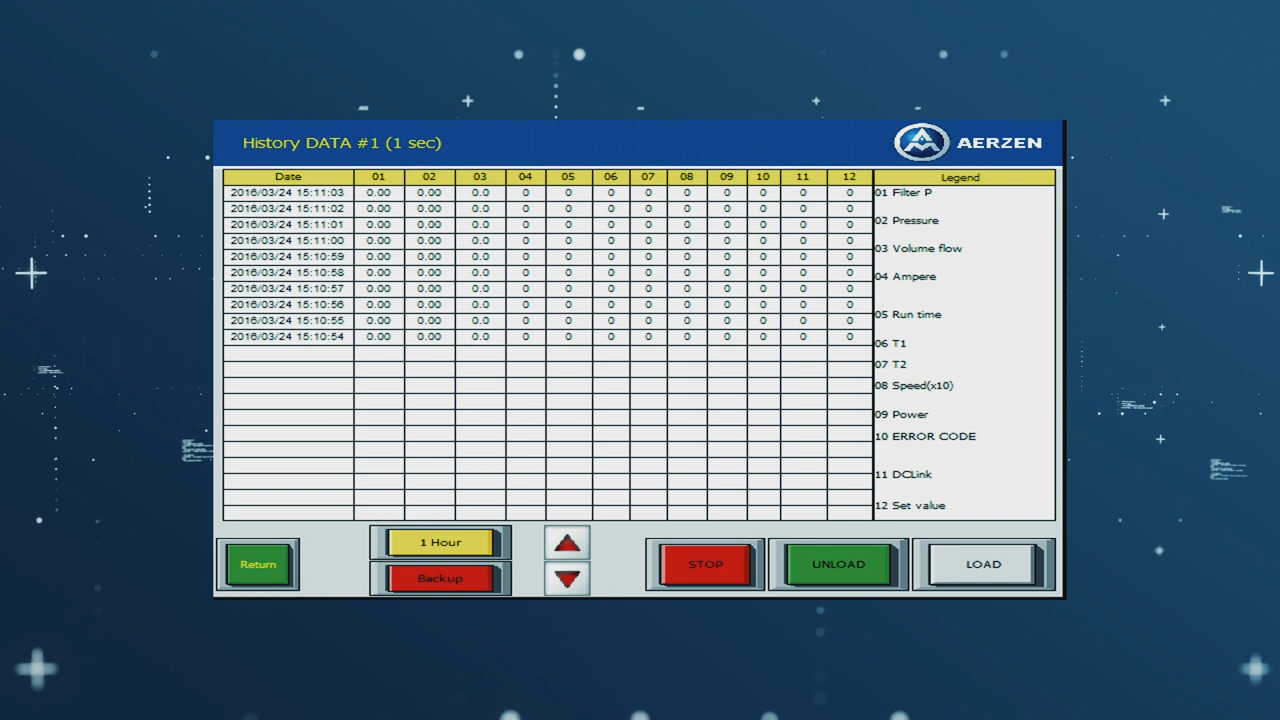 History DATA #1 (1 sec)
AERZEN
Date 01 02 03 04 05 06 07 08 09 10 11 12 Legend
2016/03/24 15:11:03 0.00 0.00 0.0 0 0 0 0 0 0 0 0 0
2016/03/24 15:11:02 0.00 0.00 0.0 0 0 0 0 0 0 0 0 0
2016/03/24 15:11:01 0.00 0.00 0.0 0 0 0 0 0 0 0 0 0
2016/03/24 15:11:00 0.00 0.00 0.0 0 0 0 0 0 0 0 0 0
2016/03/24 15:10:59 0.00 0.00 0.0 0 0 0 0 0 0 0 0 0
2016/03/24 15:10:58 0.00 0.00 0.0 0 0 0 0 0 0 0 0 0
2016/03/24 15:10:57 0.00 0.00 0.0 0 0 0 0 0 0 0 0 0
2016/03/24 15:10:56 0.00 0.00 0.0 0 0 0 0 0 0 0 0 0
2016/03/24 15:10:55 0.00 0.00 0.0 0 0 0 0 0 0 0 0 0
2016/03/24 15:10:54 0.00 0.00 0.0 0 0 0 0 0 0 0 0 0
01 Filter P
02 Pressure
03 Volume flow
04 Ampere
05 Run time
06 T1
07 T2
08 Speed(x10)
09 Power
10 ERROR CODE
11 DCLink
12 Set value
Return
1 Hour
Backup
STOP
UNLOAD
LOAD